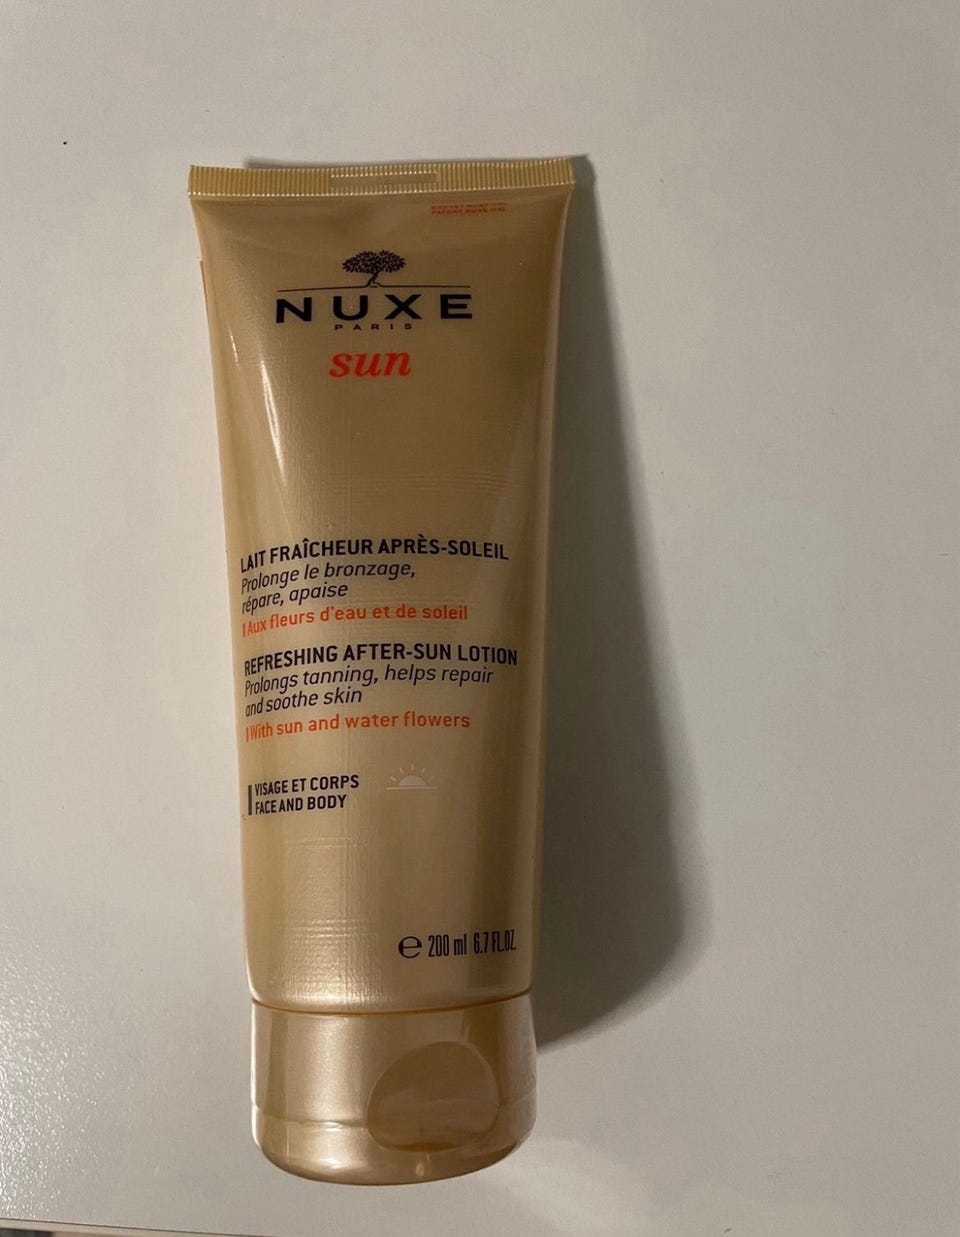 NUXE
PARIS
sun
LAIT FRAÎCHEUR APRÈS-SOLEIL
Prolonge le bronzage,
répare, apaise
Aux fleurs d'eau et de soleil
REFRESHING AFTER-SUN LOTION
Prolongs tanning, helps repair
and soothe skin
With sun and water flowers
VISAGE ET CORPS
FACE AND BODY
e 200 ml 6.7 FL.OZ.